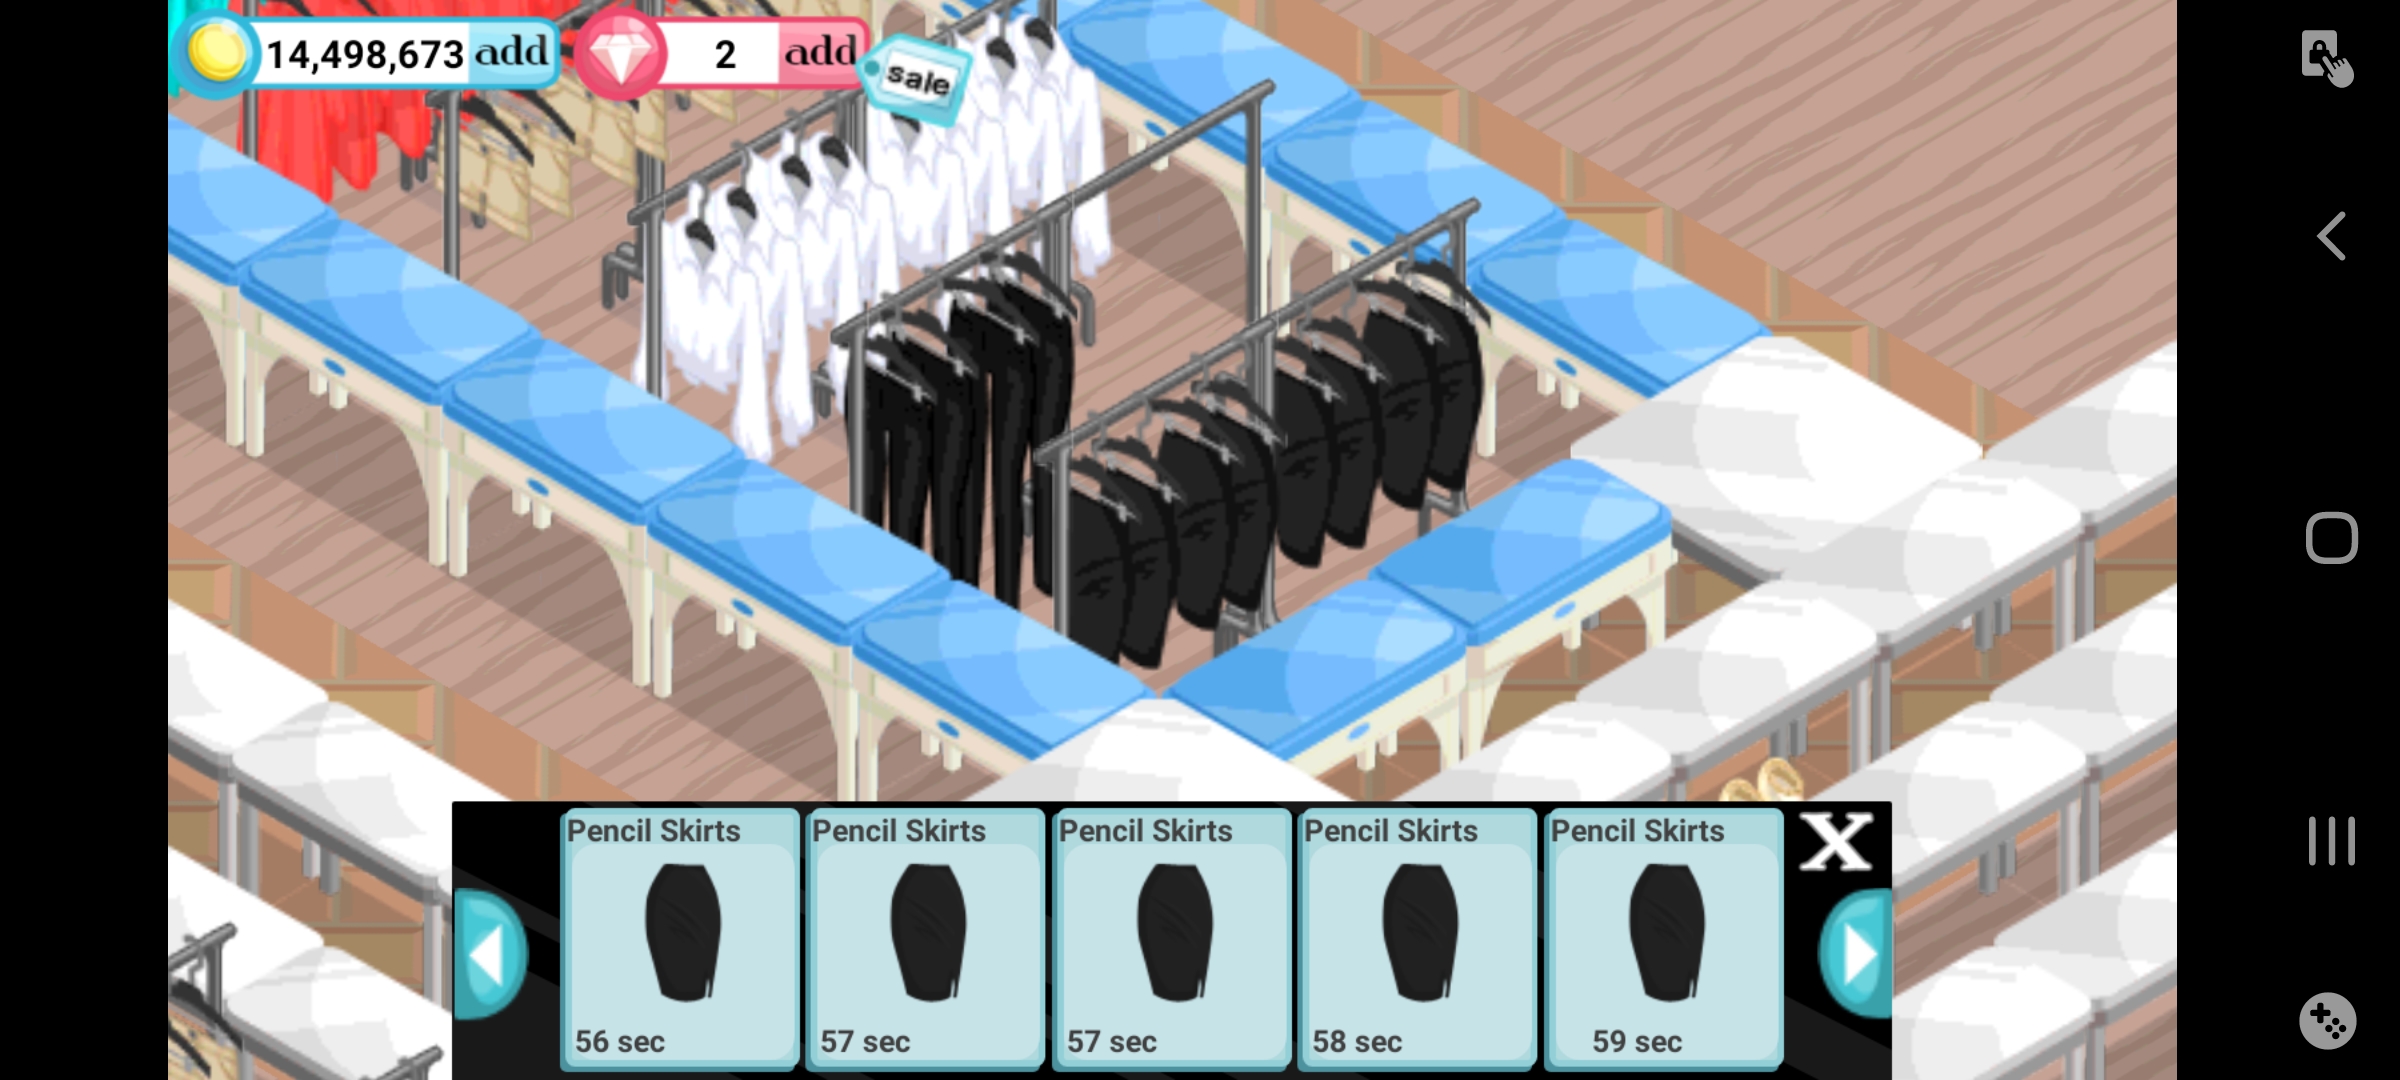 14,498,673 add
2 add
sale
Pencil Skirts
Pencil Skirts
Pencil Skirts
Pencil Skirts
Pencil Skirts
X
56 sec
57 sec
57 sec
58 sec
59 sec